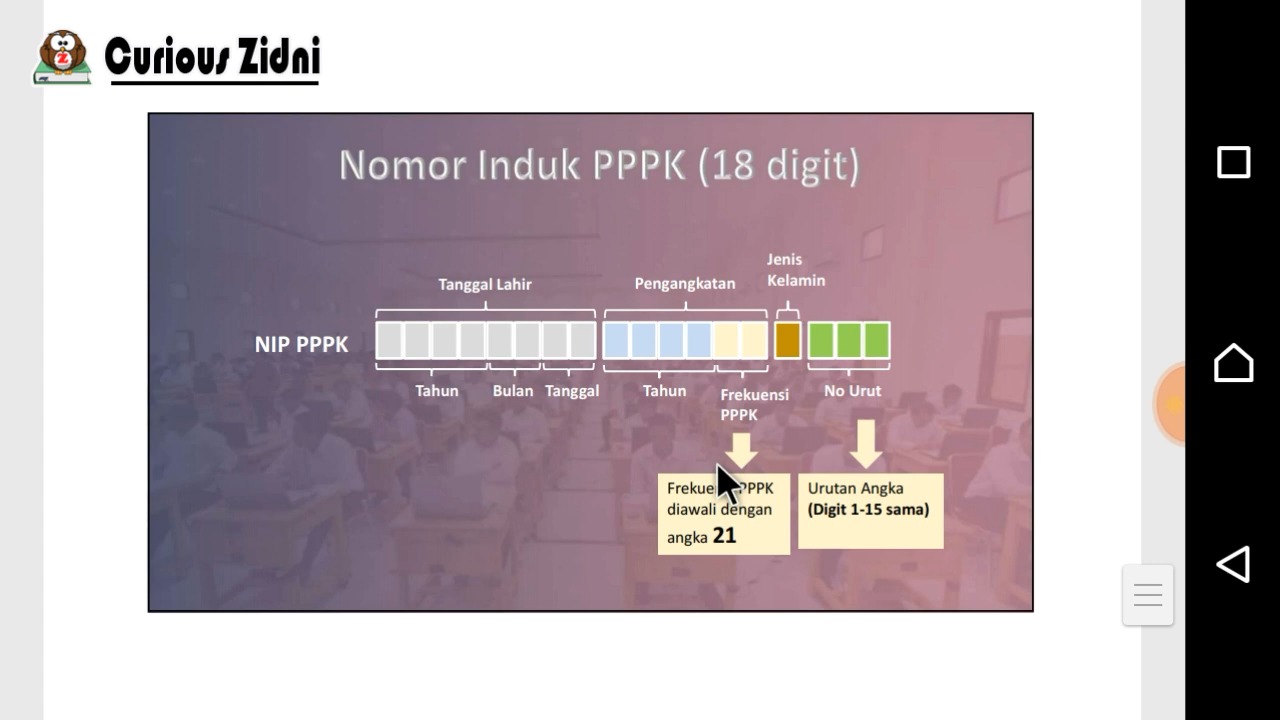 Curious Zidni
Nomor Induk PPPK (18 digit)
Jenis
Kelamin
Tanggal Lahir
Pengangkatan
NIP PPPK
Tahun
Bulan
Tanggal
Tahun
Frekuensi
PPPK
No Urut
PPPK
diawali dengan
angka 21
Urutan Angka
(Digit 1-15 sama)